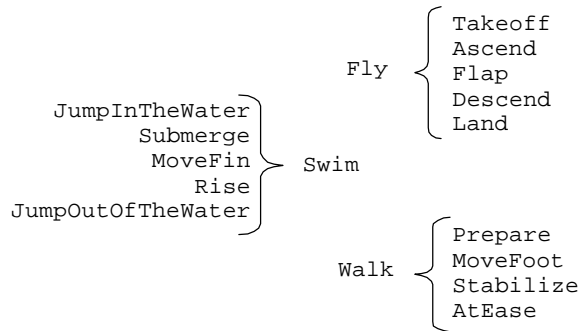 JumpInTheWater
Submerge
MoveFin
Rise
JumpOutOfTheWater
Swim
Fly
Takeoff
Ascend
Flap
Descend
Land
Walk
Prepare
MoveFoot
Stabilize
AtEase